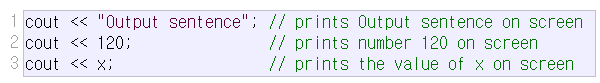 1 cout << "Output sentence"; // prints Output sentence on screen
2 cout << 120;               // prints number 120 on screen
3 cout << x;                 // prints the value of x on screen